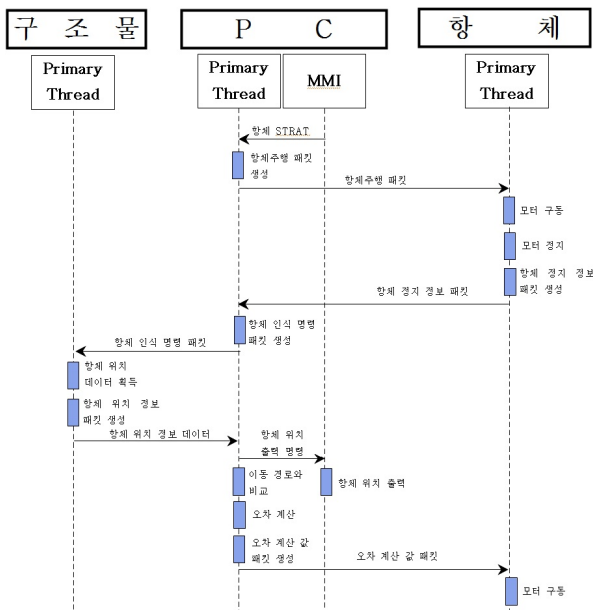 구 조 물
P C
항 체
Primary
Thread
Primary
Thread
MMI
Primary
Thread
항체 STRAT
항체주행 패킷
생성
항체주행 패킷
모터 구동
모터 정지
항체 정지 정보
패킷 생성
항체 정지 정보 패킷
항체 인식 명령
패킷 생성
항체 인식 명령 패킷
항체 위치
데이터 획득
항체 위치 정보
패킷 생성
항체 위치 정보 데이터
항체 위치
출력 명령
이동 경로와
비교
항체 위치 출력
오차 계산
오차 계산 값
패킷 생성
오차 계산 값 패킷
모터 구동